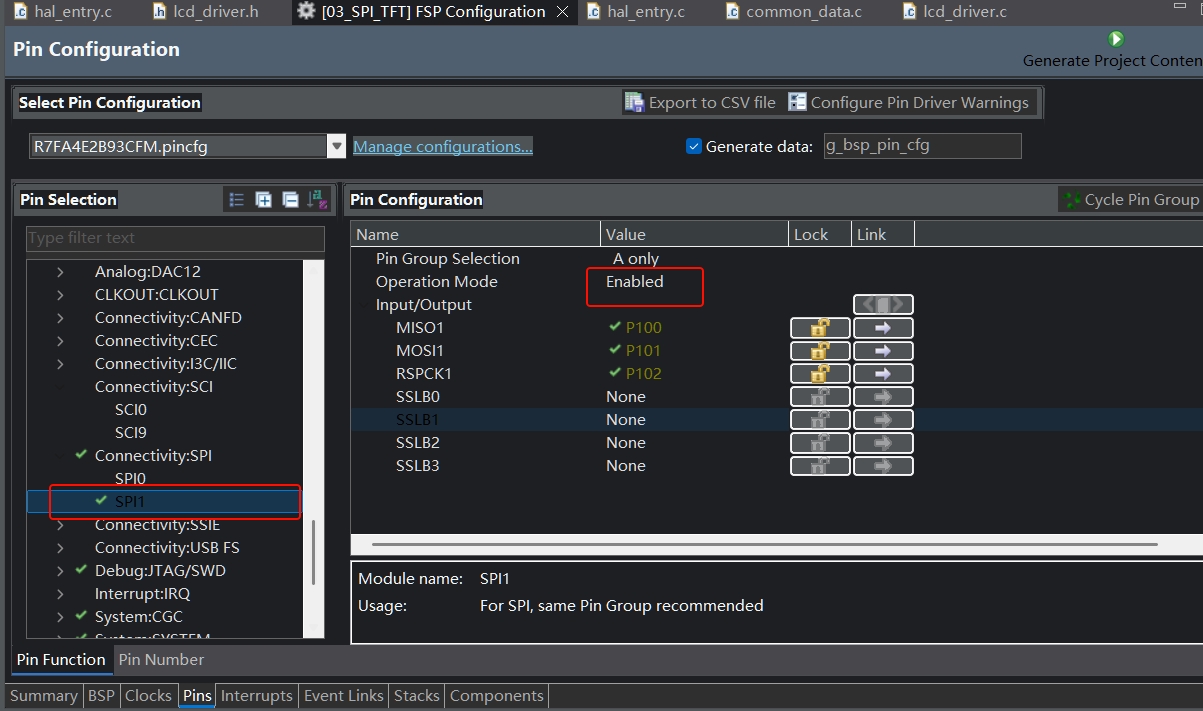 hal_entry.c lcd_driver.h [03_SPI_TFT] FSP Configuration hal_entry.c common_data.c lcd_driver.c
Pin Configuration
Generate Project Conten
Select Pin Configuration
Export to CSV file Configure Pin Driver Warnings
R7FA4E2B93CFM.pincfg Manage configurations... Generate data: g_bsp_pin_cfg
Pin Selection
Type filter text
Analog:DAC12
CLKOUT:CLKOUT
Connectivity:CANFD
Connectivity:CEC
Connectivity:I3C/IIC
Connectivity:SCI
SCI0
SCI9
Connectivity:SPI
SPI0
SPI1
Connectivity:SSIE
Connectivity:USB FS
Debug:JTAG/SWD
Interrupt:IRQ
System:CGC
System:SYSTEM
Pin Configuration Cycle Pin Group
Name Value Lock Link
Pin Group Selection A only
Operation Mode Enabled
Input/Output
MISO1 P100
MOSI1 P101
RSPCK1 P102
SSLB0 None
SSLB1 None
SSLB2 None
SSLB3 None
Module name: SPI1
Usage: For SPI, same Pin Group recommended
Pin Function Pin Number
Summary BSP Clocks Pins Interrupts Event Links Stacks Components